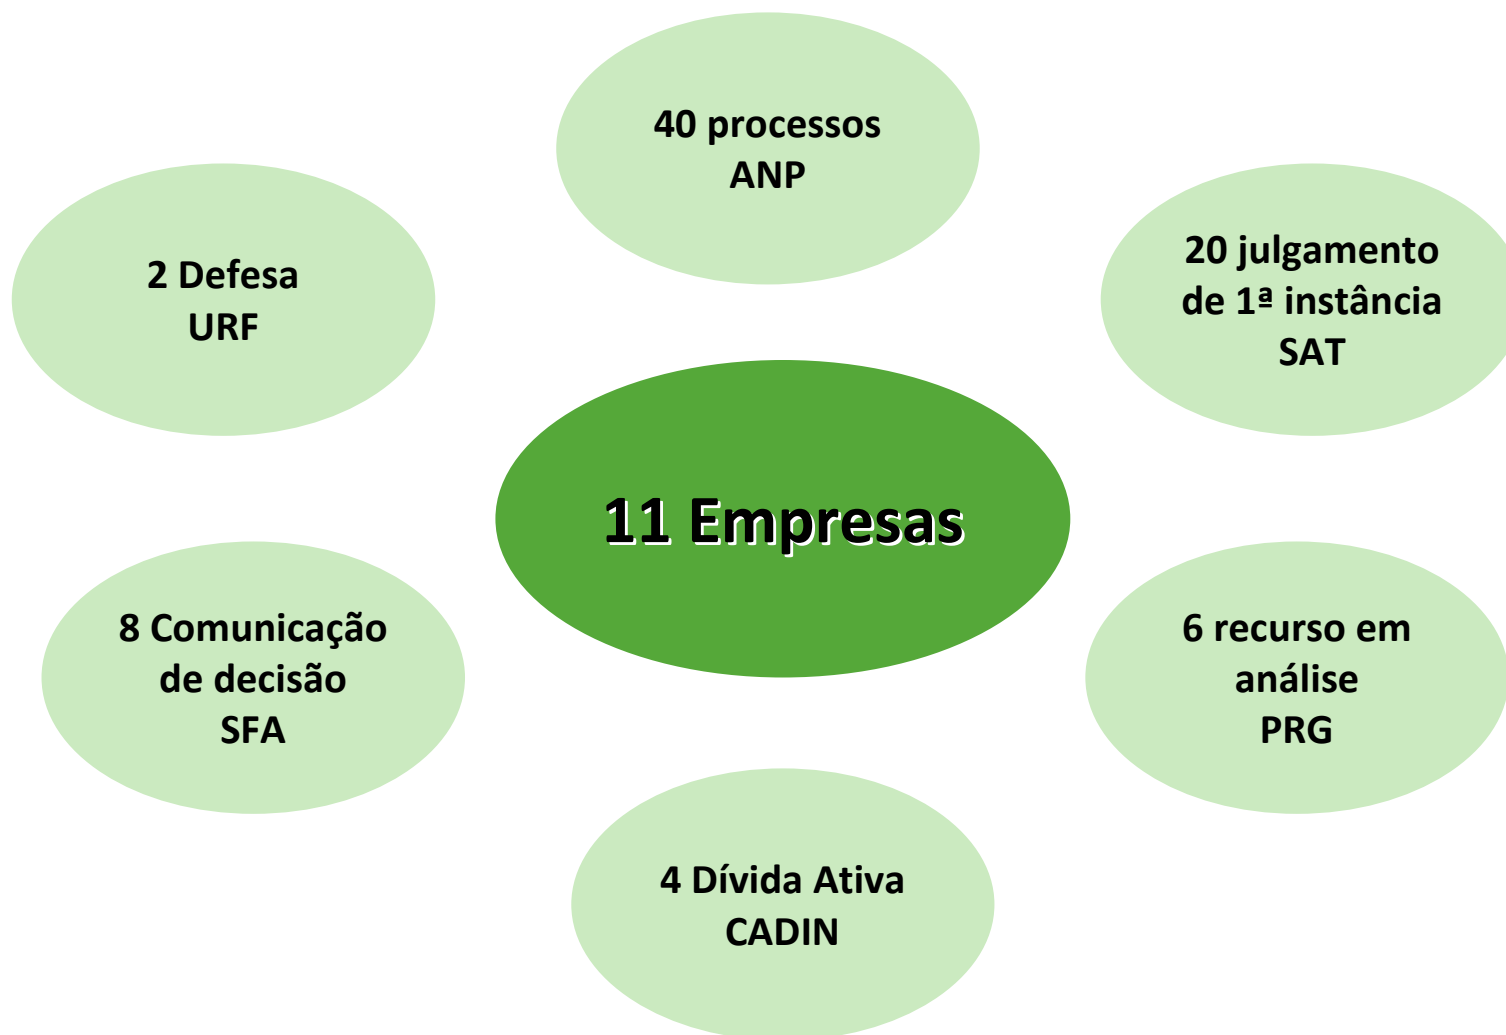 40 processos
ANP
20 julgamento
de 1ª instância
SAT
2 Defesa
URF
11 Empresas
8 Comunicação
de decisão
SFA
6 recurso em
análise
PRG
4 Dívida Ativa
CADIN